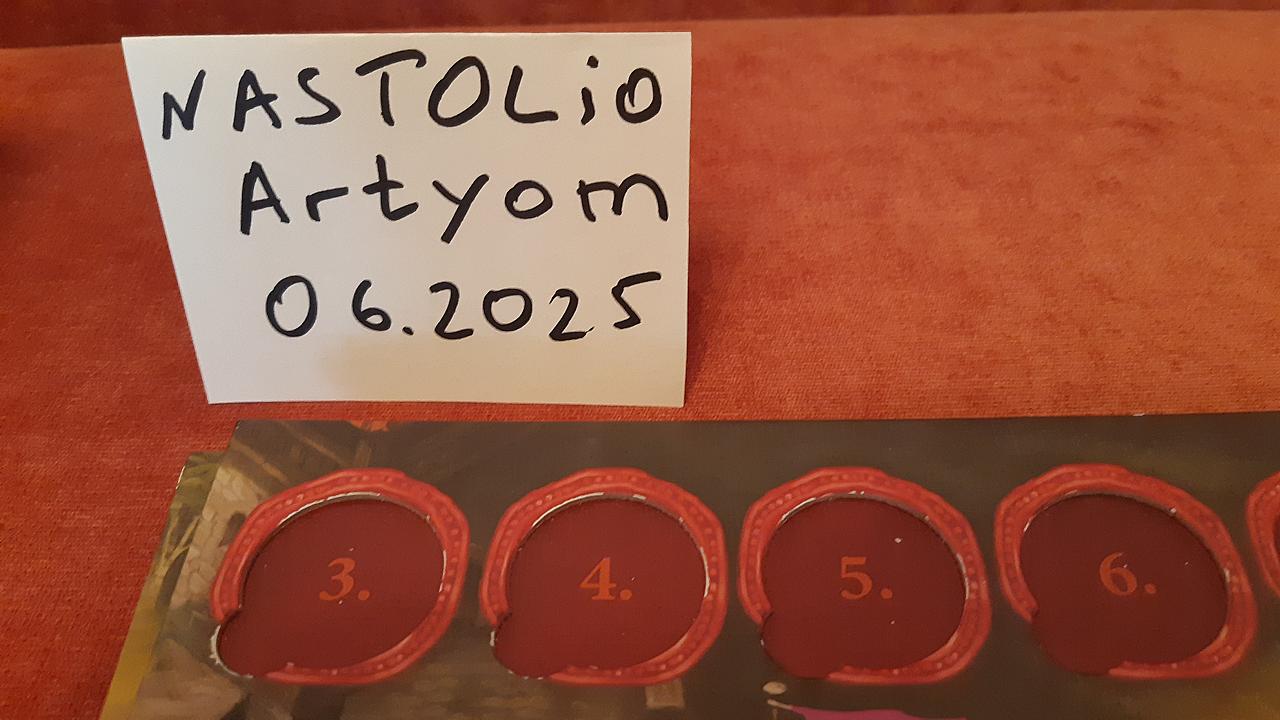 NASTOLiO
Artyom
06.2025
3. 4. 5. 6.